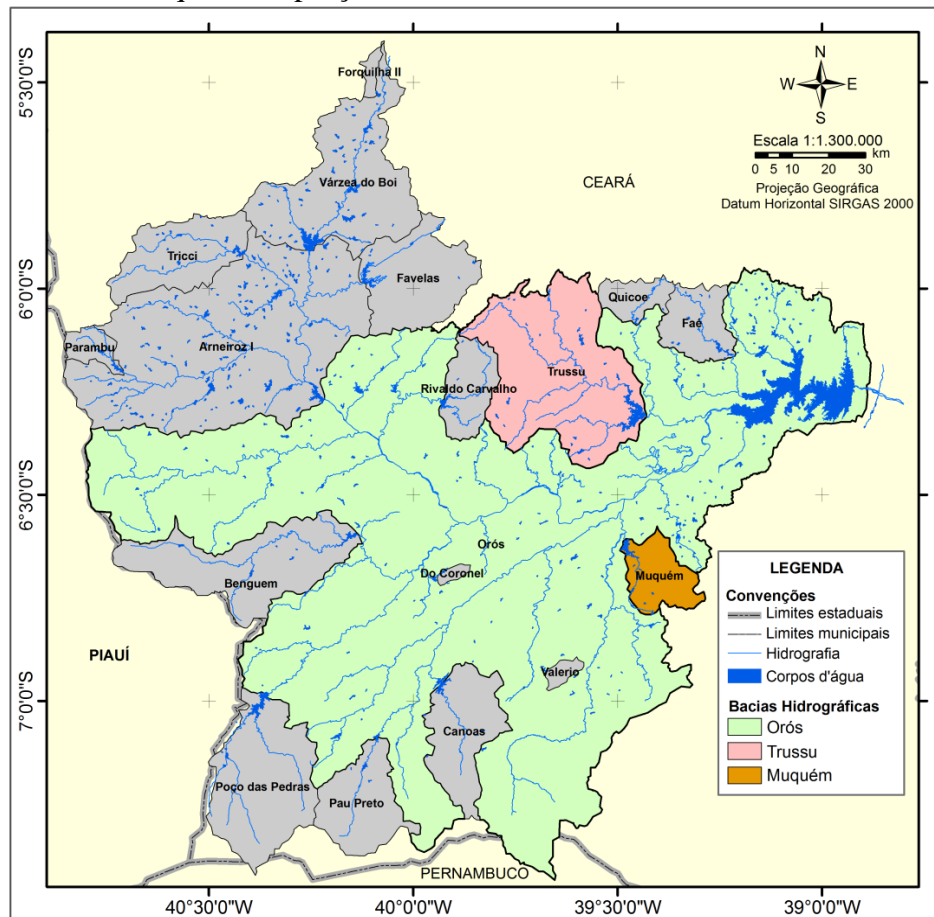 Forquilha II
Várzea do Boi
Tricci
Favelas
Parambu
Arneiroz I
Rivaldo Carvalho
Trussu
Quicoe
Faé
Orós
Benguem
Do Coronel
Muquém
Valerio
Canoas
Poço das Pedras
Pau Preto
CEARÁ
PIAUÍ
PERNAMBUCO
N
W E
S
Escala 1:1.300.000
km
0 5 10 20 30
Projeção Geográfica
Datum Horizontal SIRGAS 2000
LEGENDA
Convenções
Limites estaduais
Limites municipais
Hidrografia
Corpos d'água
Bacias Hidrográficas
Orós
Trussu
Muquém
5°30'0"S
6°0'0"S
6°30'0"S
7°0'0"S
40°30'0"W 40°0'0"W 39°30'0"W 39°0'0"W